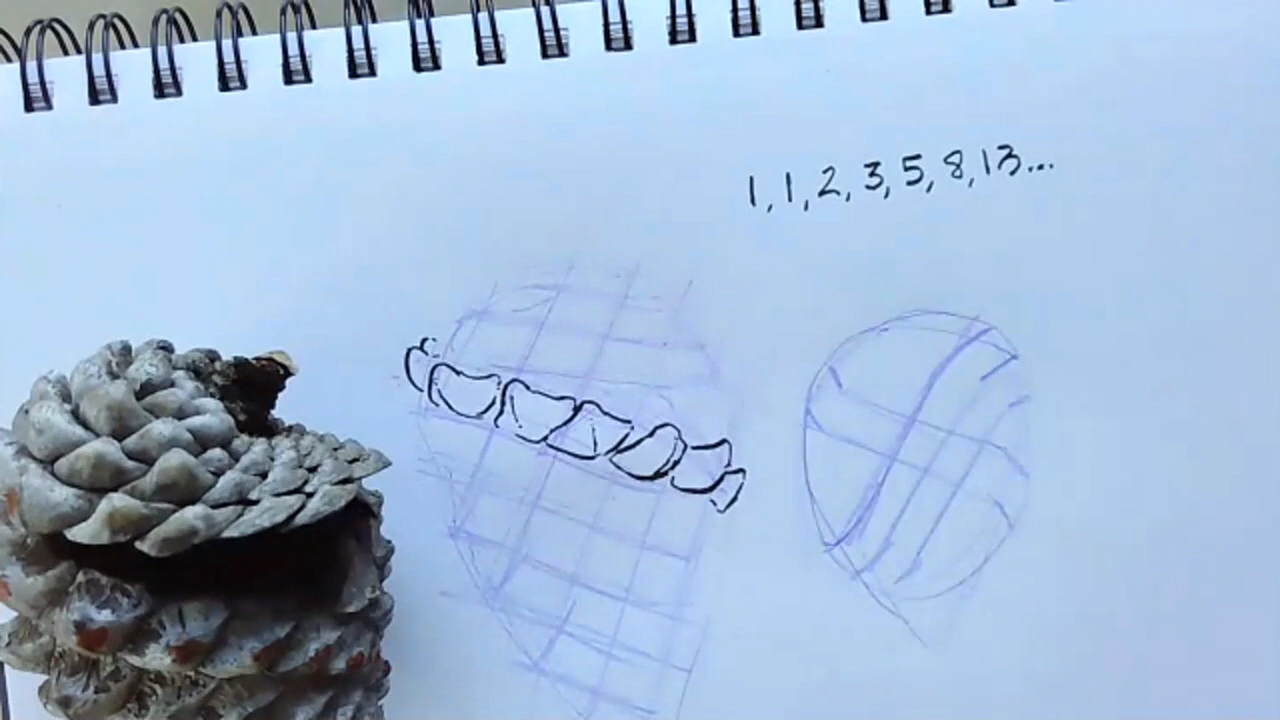 1, 1, 2, 3, 5, 8, 13...